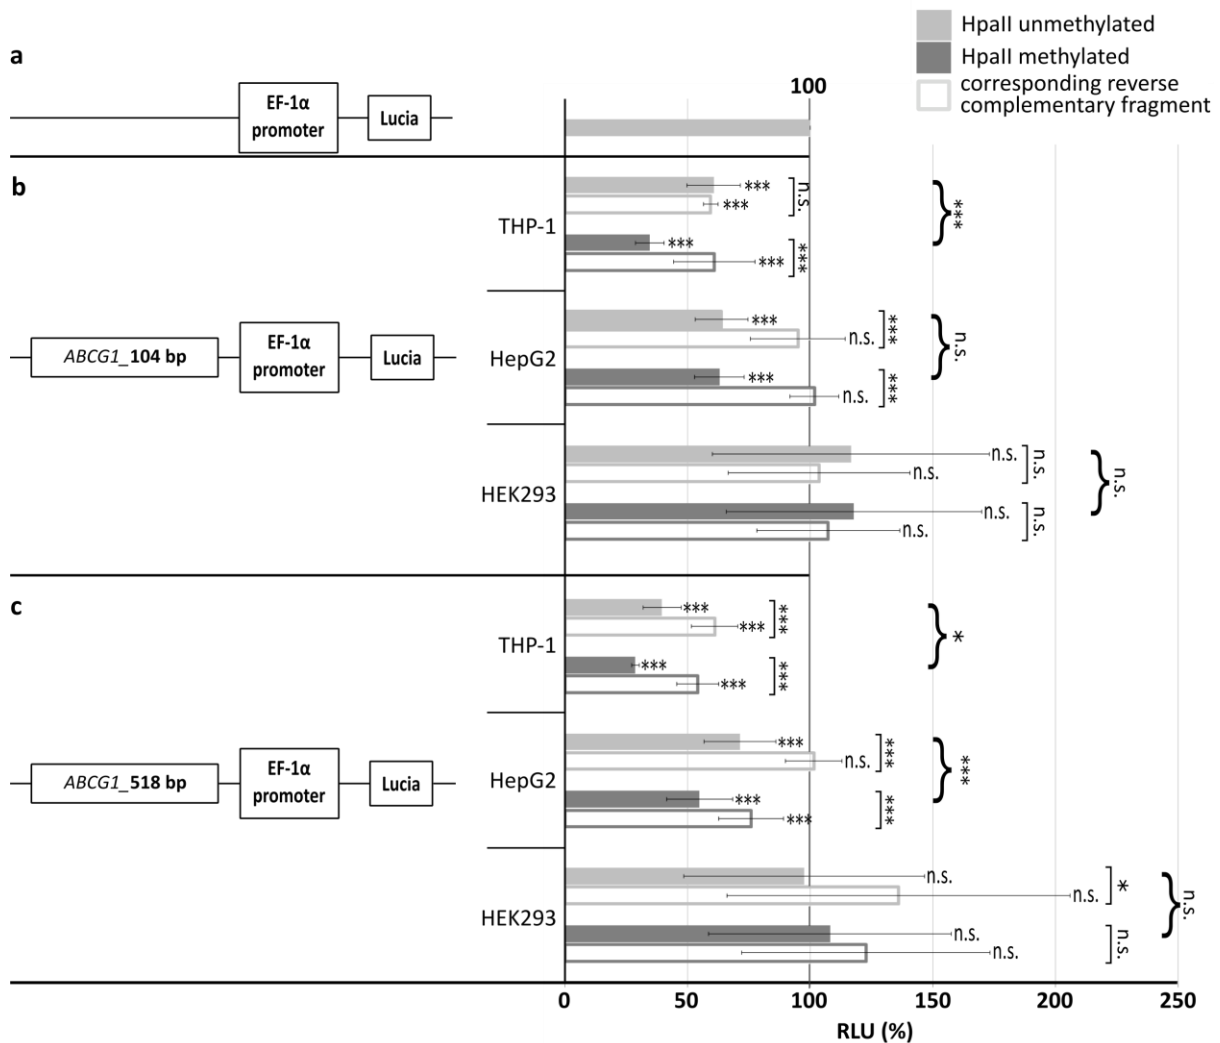 HpaII unmethylated
HpaII methylated
corresponding reverse
complementary fragment
a
100
EF-1α
promoter
Lucia
b
THP-1
***
***
n.s.
***
***
***
***
ABCG1_104 bp
EF-1α
promoter
Lucia
HepG2
***
n.s.
***
***
n.s.
***
n.s.
HEK293
n.s.
n.s.
n.s.
n.s.
n.s.
n.s.
n.s.
c
THP-1
***
***
***
***
***
***
*
ABCG1_518 bp
EF-1α
promoter
Lucia
HepG2
***
n.s.
***
***
***
***
***
HEK293
n.s.
n.s.
*
n.s.
n.s.
n.s.
n.s.
0 50 100 150 200 250
RLU (%)